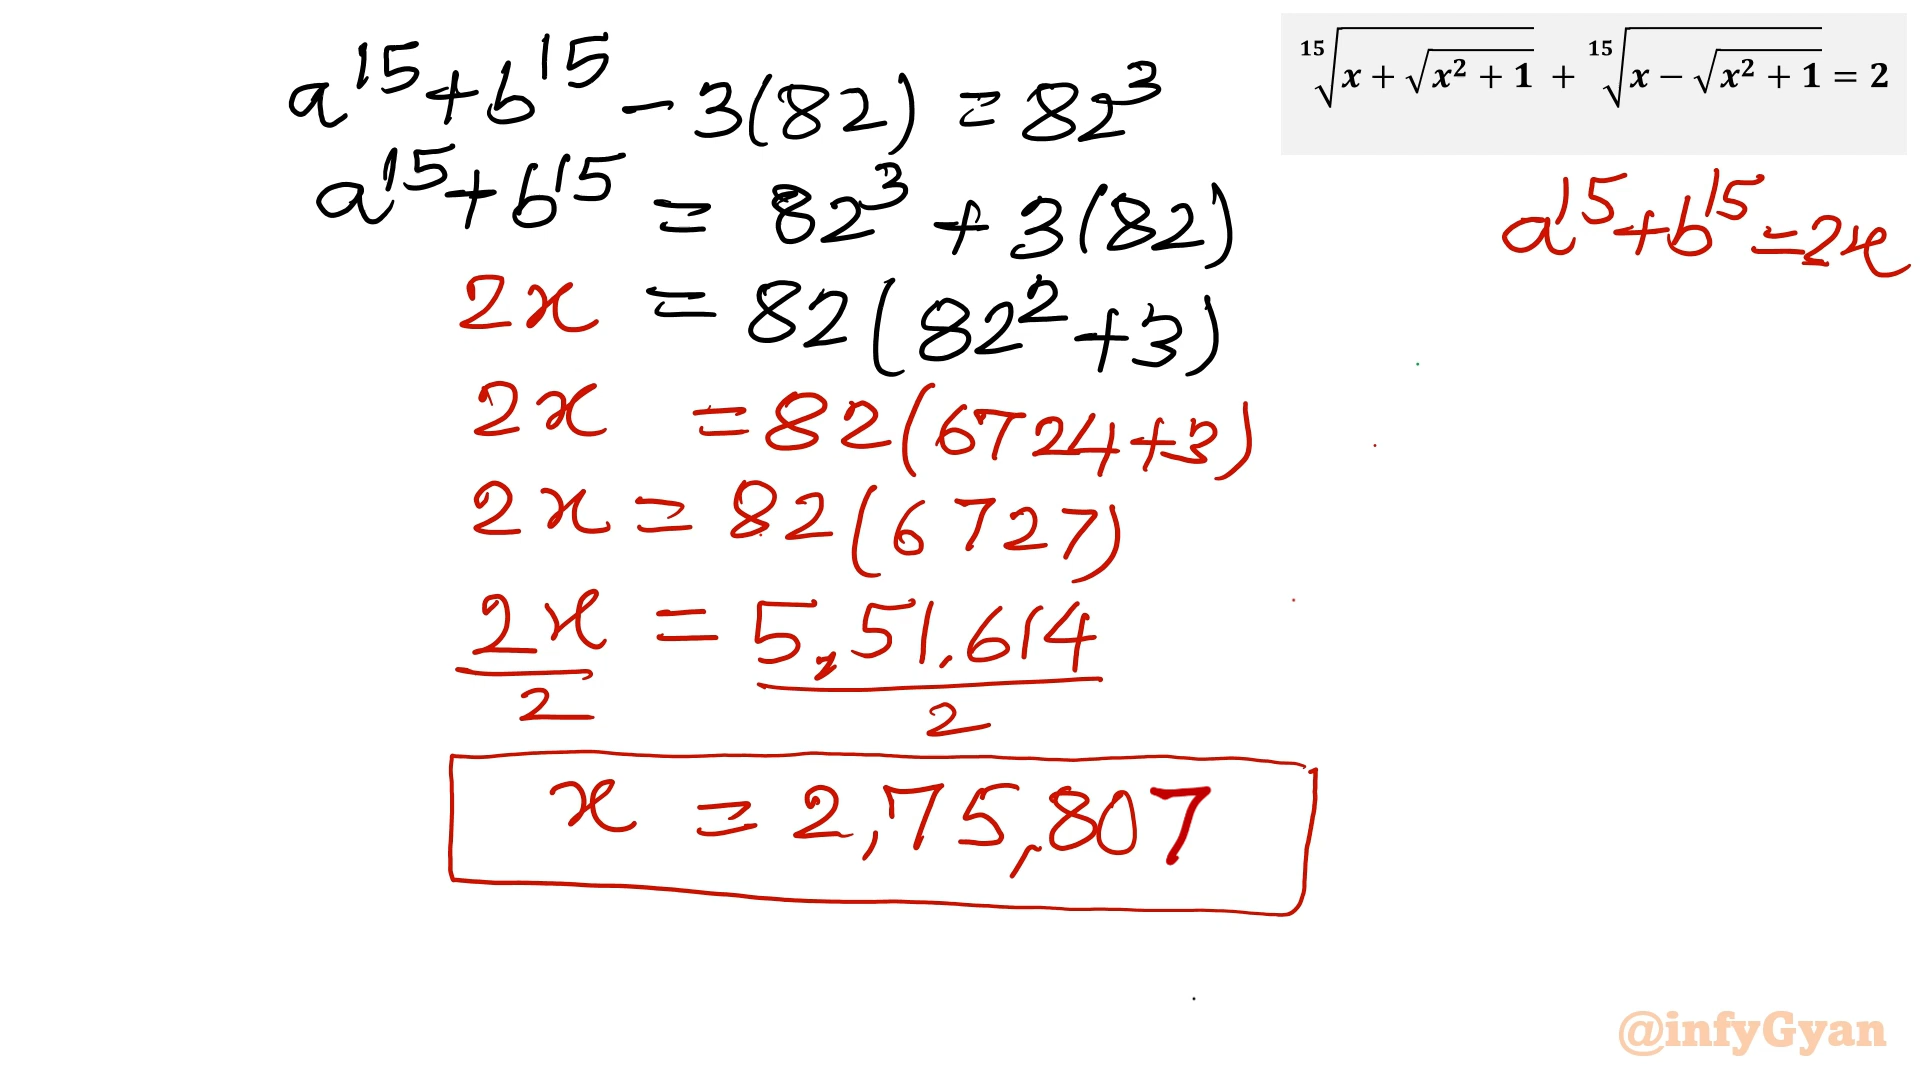 ¹⁵√(x + √(x² + 1)) + ¹⁵√(x − √(x² + 1)) = 2
a¹⁵+b¹⁵ − 3(82) = 82³
a¹⁵+b¹⁵ = 82³ + 3(82)
a¹⁵+b¹⁵=2x
2x = 82(82²+3)
2x = 82(6724+3)
2x = 82(6727)
2x/2 = 5,51,614/2
x = 2,75,807
@infyGyan